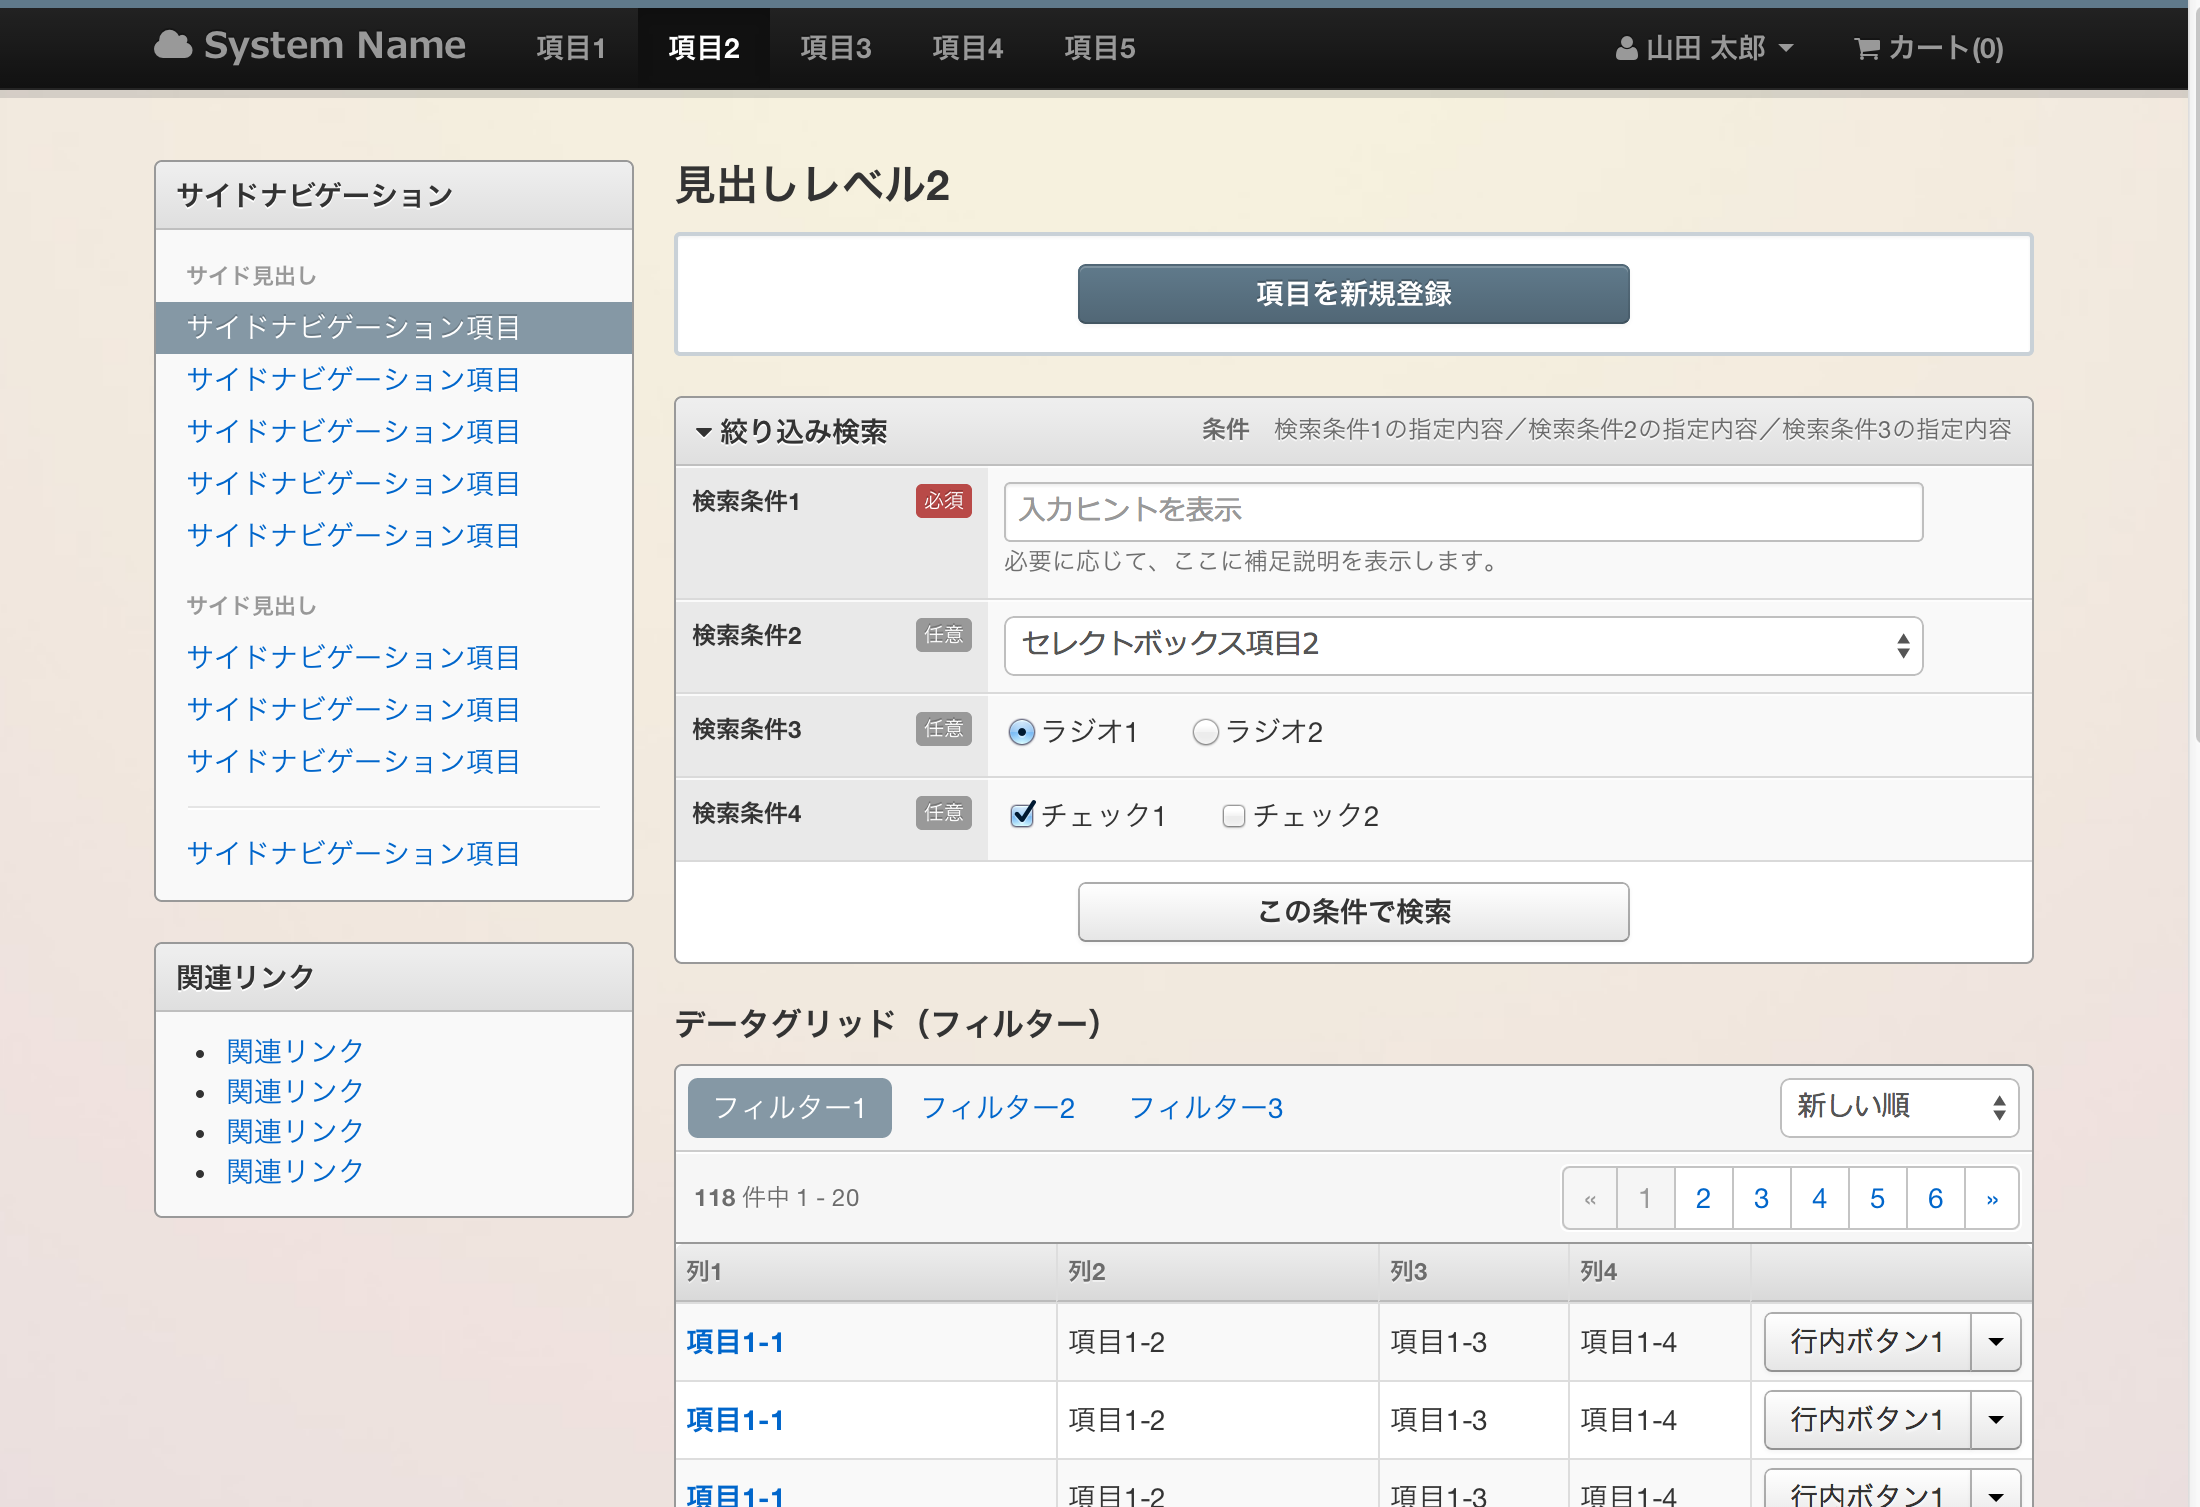 System Name 項目1 項目2 項目3 項目4 項目5 山田 太郎 カート(0)
サイドナビゲーション
サイド見出し
サイドナビゲーション項目
サイドナビゲーション項目
サイドナビゲーション項目
サイドナビゲーション項目
サイドナビゲーション項目
サイド見出し
サイドナビゲーション項目
サイドナビゲーション項目
サイドナビゲーション項目
サイドナビゲーション項目
関連リンク
• 関連リンク
• 関連リンク
• 関連リンク
• 関連リンク
見出しレベル2
項目を新規登録
絞り込み検索 条件 検索条件1の指定内容／検索条件2の指定内容／検索条件3の指定内容
検索条件1 必須 入力ヒントを表示
必要に応じて、ここに補足説明を表示します。
検索条件2 任意 セレクトボックス項目2
検索条件3 任意 ラジオ1 ラジオ2
検索条件4 任意 チェック1 チェック2
この条件で検索
データグリッド（フィルター）
フィルター1 フィルター2 フィルター3 新しい順
118 件中 1 - 20 « 1 2 3 4 5 6 »
列1 列2 列3 列4
項目1-1 項目1-2 項目1-3 項目1-4 行内ボタン1
項目1-1 項目1-2 項目1-3 項目1-4 行内ボタン1
項目1-1 項目1-2 項目1-3 項目1-4 行内ボタン1